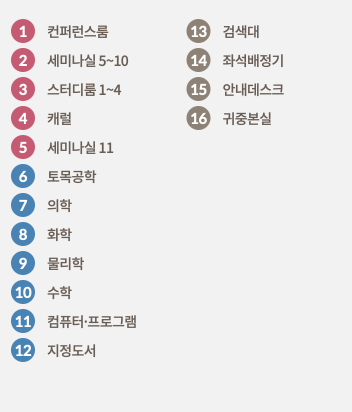 1 컨퍼런스룸
2 세미나실 5~10
3 스터디룸 1~4
4 캐럴
5 세미나실 11
6 토목공학
7 의학
8 화학
9 물리학
10 수학
11 컴퓨터·프로그램
12 지정도서
13 검색대
14 좌석배정기
15 안내데스크
16 귀중본실